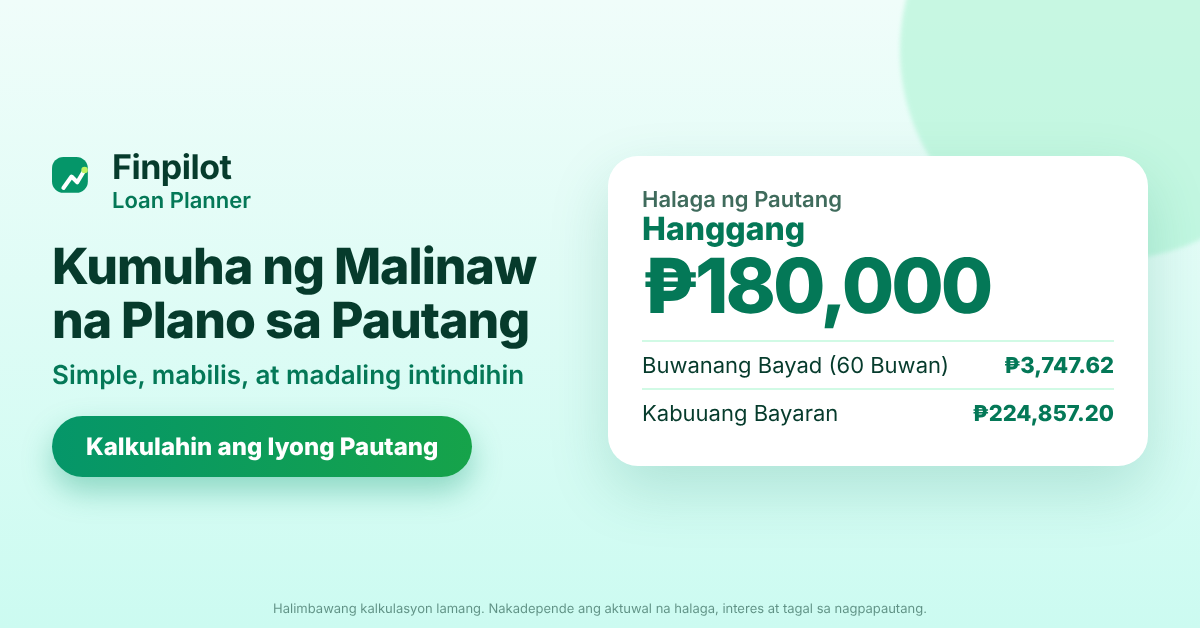 Finpilot
Loan Planner
Kumuha ng Malinaw
na Plano sa Pautang
Simple, mabilis, at madaling intindihin
Kalkulahin ang Iyong Pautang
Halaga ng Pautang
Hanggang
₱180,000
Buwanang Bayad (60 Buwan) ₱3,747.62
Kabuuang Bayaran ₱224,857.20
Halimbawang kalkulasyon lamang. Nakadepende ang aktuwal na halaga, interes at tagal sa nagpapautang.